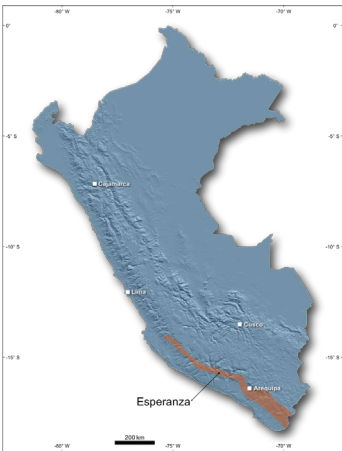 -80° W -75° W -70° W
0° 0°
-5° S -5° S
Cajamarca
-10° S -10° S
Lima
Cusco
-15° S -15° S
Arequipa
Esperanza
200 km
-80° W -75° W -70° W